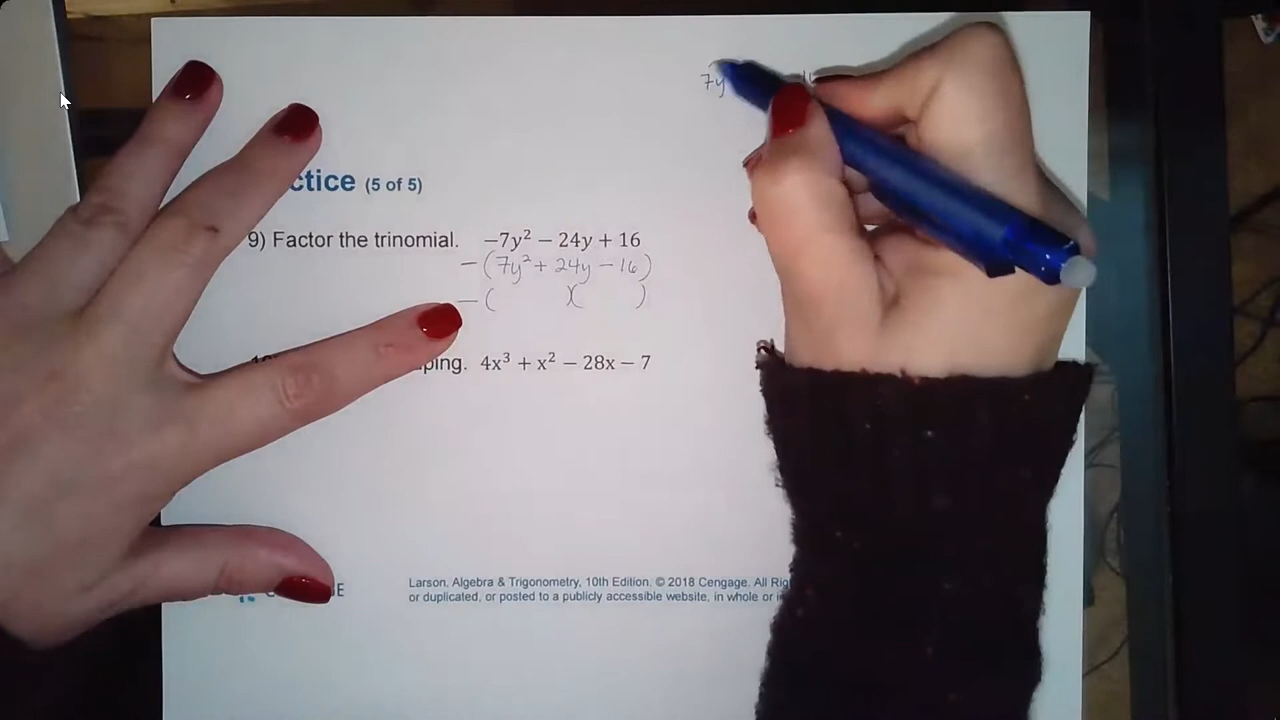 7y
ctice (5 of 5)
9) Factor the trinomial. −7y² − 24y + 16
−(7y² + 24y − 16)
−( )( )
ping. 4x³ + x² − 28x − 7
Larson, Algebra & Trigonometry, 10th Edition. © 2018 Cengage. All Rig
or duplicated, or posted to a publicly accessible website, in whole or i